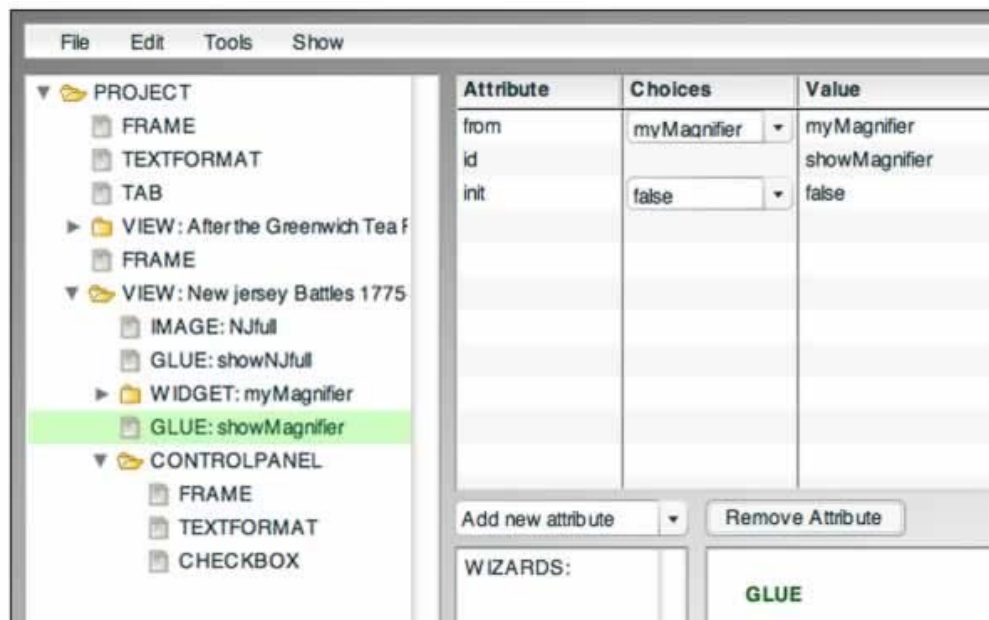 File Edit Tools Show
PROJECT
FRAME
TEXTFORMAT
TAB
VIEW: After the Greenwich Tea
FRAME
VIEW: New jersey Battles 1775
IMAGE: NJfull
GLUE: showNJfull
WIDGET: myMagnifier
GLUE: showMagnifier
CONTROLPANEL
FRAME
TEXTFORMAT
CHECKBOX
Attribute Choices Value
from myMagnifier myMagnifier
id showMagnifier
init false false
Add new attribute Remove Attribute
WIZARDS:
GLUE